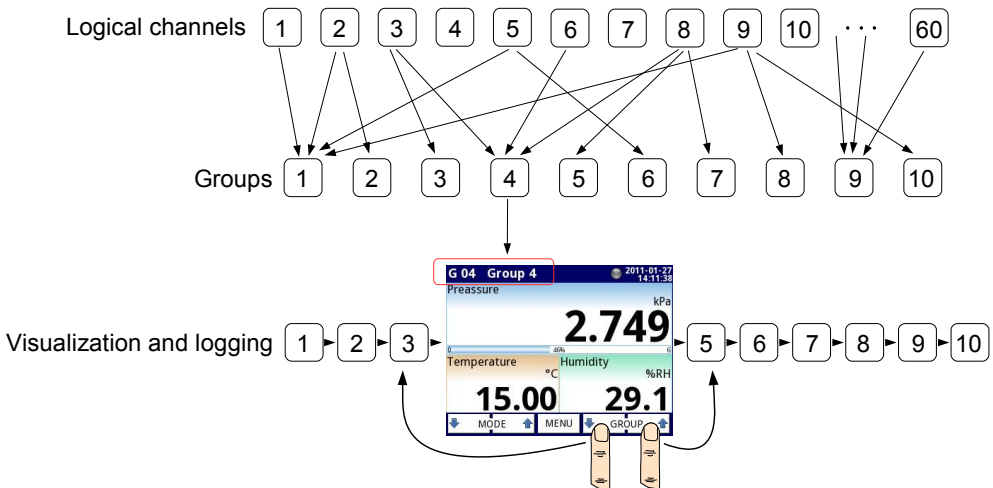 Logical channels 1 2 3 4 5 6 7 8 9 10 . . . 60
Groups 1 2 3 4 5 6 7 8 9 10
G 04 Group 4 2011-01-27
14:11:38
Preassure
kPa
2.749
0 46% 6
Visualization and logging 1 2 3 5 6 7 8 9 10
Temperature Humidity
°C %RH
15.00 29.1
MODE MENU GROUP